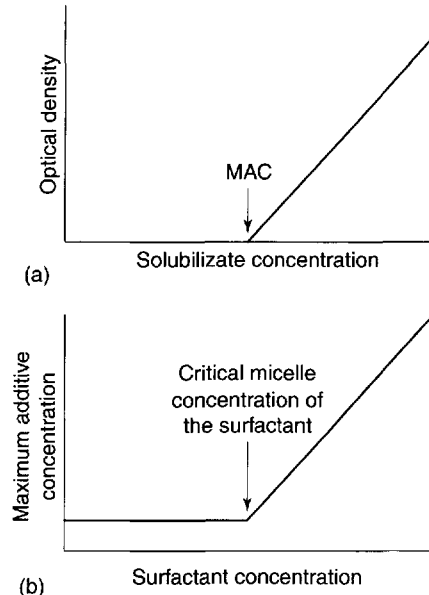 Optical density
MAC
Solubilizate concentration
(a)
Maximum additive
concentration
Critical micelle
concentration of
the surfactant
Surfactant concentration
(b)